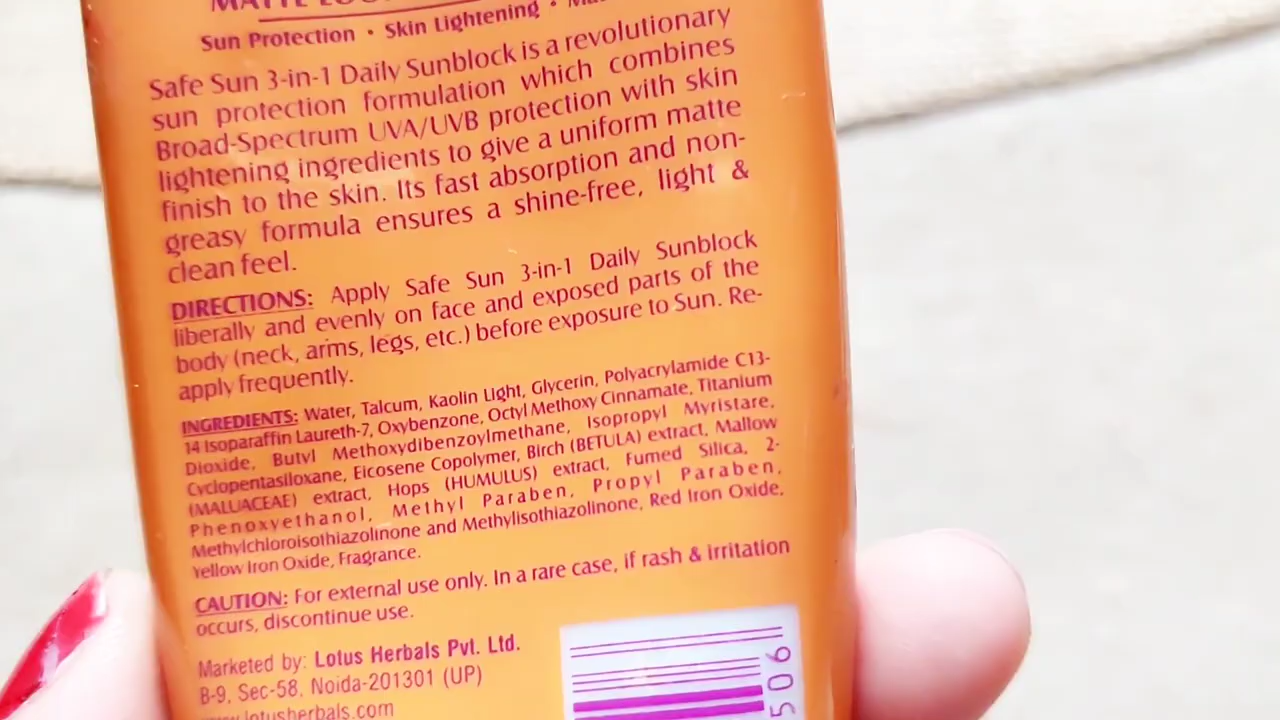 MATTE
Sun Protection • Skin Lightening •
Safe Sun 3-in-1 Daily Sunblock is a revolutionary
sun protection formulation which combines
Broad-Spectrum UVA/UVB protection with skin
lightening ingredients to give a uniform matte
finish to the skin. Its fast absorption and non-
greasy formula ensures a shine-free, light &
clean feel.
DIRECTIONS: Apply Safe Sun 3-in-1 Daily Sunblock
liberally and evenly on face and exposed parts of the
body (neck, arms, legs, etc.) before exposure to Sun. Re-
apply frequently.
INGREDIENTS: Water, Talcum, Kaolin Light, Glycerin, Polyacrylamide C13-
14 Isoparaffin Laureth-7, Oxybenzone, Octyl Methoxy Cinnamate, Titanium
Dioxide, Butyl Methoxydibenzoylmethane, Isopropyl Myristare,
Cyclopentasiloxane, Eicosene Copolymer, Birch (BETULA) extract, Mallow
(MALUACEAE) extract, Hops (HUMULUS) extract, Fumed Silica, 2-
Phenoxyethanol, Methyl Paraben, Propyl Paraben,
Methylchloroisothiazolinone and Methylisothiazolinone, Red Iron Oxide,
Yellow Iron Oxide, Fragrance.
CAUTION: For external use only. In a rare case, if rash & irritation
occurs, discontinue use.
Marketed by: Lotus Herbals Pvt. Ltd.
B-9, Sec-58, Noida-201301 (UP)
www.lotusherbals.com
506